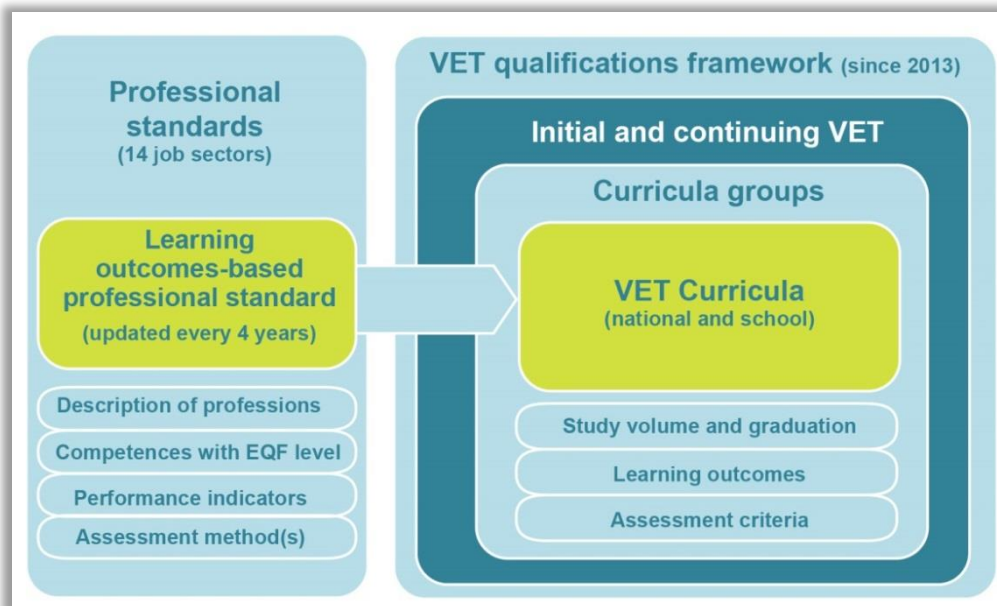 Professional
standards
(14 job sectors)
Learning
outcomes-based
professional standard
(updated every 4 years)
Description of professions
Competences with EQF level
Performance indicators
Assessment method(s)
VET qualifications framework (since 2013)
Initial and continuing VET
Curricula groups
VET Curricula
(national and school)
Study volume and graduation
Learning outcomes
Assessment criteria